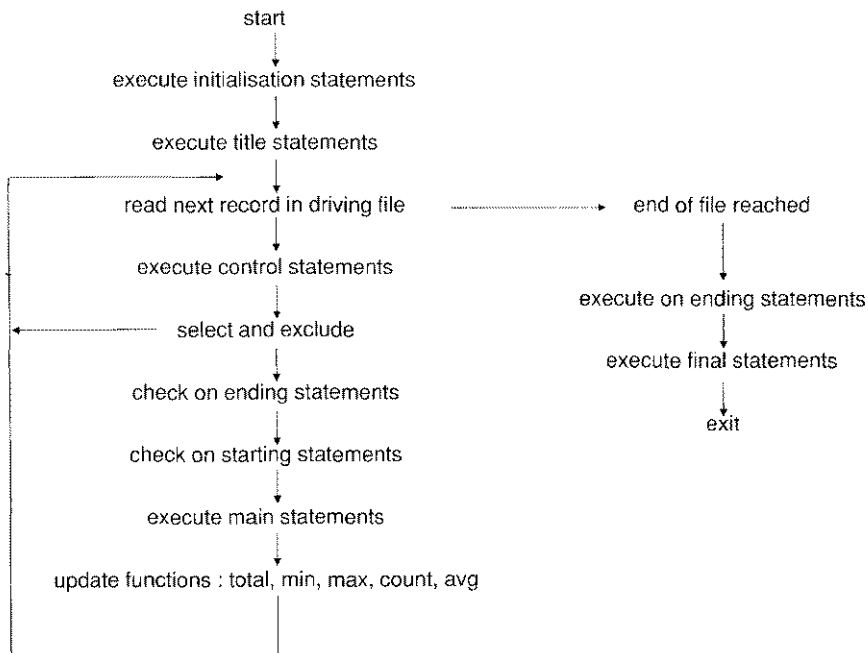 start
execute initialisation statements
execute title statements
read next record in driving file
end of file reached
execute control statements
execute on ending statements
select and exclude
execute final statements
check on ending statements
exit
check on starting statements
execute main statements
update functions : total, min, max, count, avg